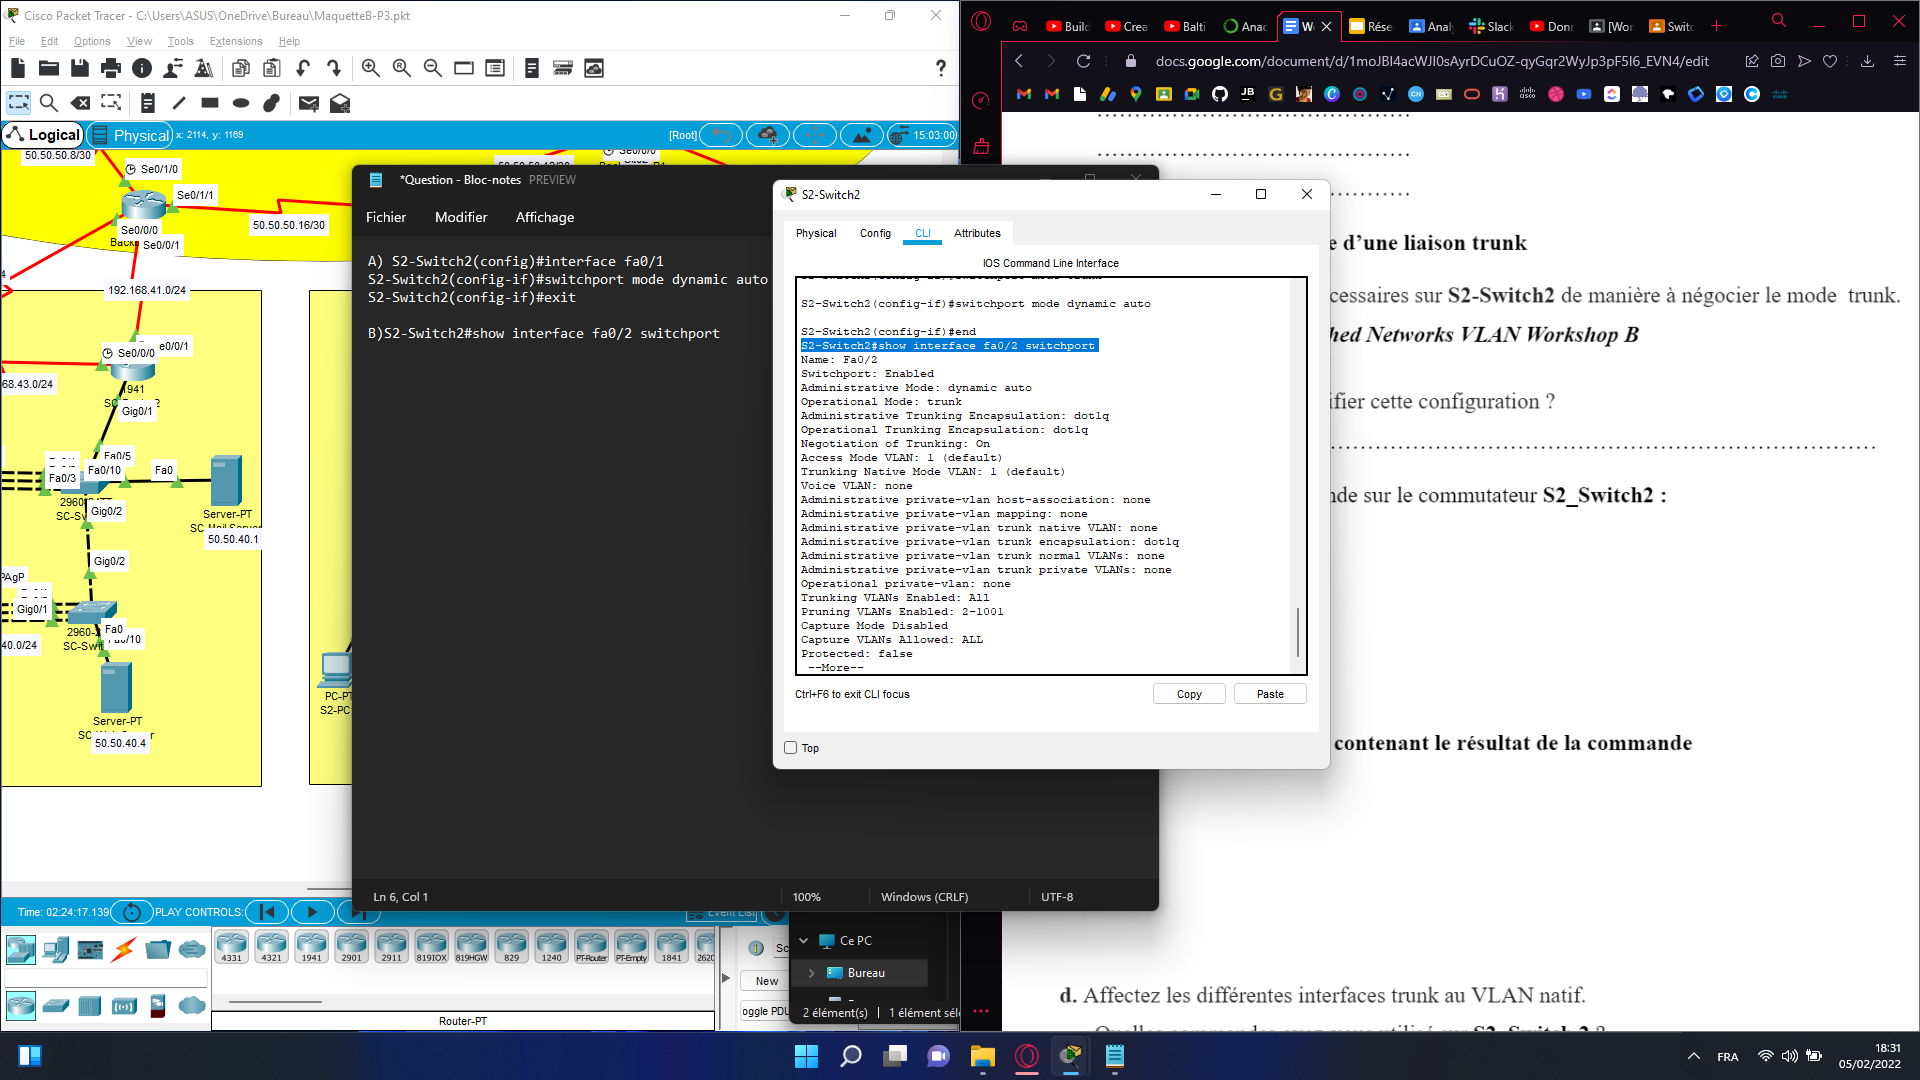 Cisco Packet Tracer - C:\Users\ASUS\OneDrive\Bureau\MaquetteB-P3.pkt
File Edit Options View Tools Extensions Help
Logical
Physical x: 2114, y: 1169
[Root]
15:03:00
50.50.50.8/30
Se0/1/0
Se0/1/1
50.50.50.16/30
Se0/0/0
Se0/0/1
192.168.41.0/24
e0/0/1
Se0/0/0
68.43.0/24
1941
Gig0/1
Fa0/5
Fa0/10
Fa0
Fa0/3
Gig0/2
Server-PT
50.50.40.1
Gig0/2
PAgP
Gig0/1
Fa0
40.0/24
Server-PT
50.50.40.4
PC-PT
S2-PC
*Question - Bloc-notes PREVIEW
Fichier Modifier Affichage
A) S2-Switch2(config)#interface fa0/1
S2-Switch2(config-if)#switchport mode dynamic auto
S2-Switch2(config-if)#exit
B)S2-Switch2#show interface fa0/2 switchport
Ln 6, Col 1
100%
Windows (CRLF)
UTF-8
S2-Switch2
Physical Config CLI Attributes
IOS Command Line Interface
S2-Switch2(config-if)#switchport mode dynamic auto
S2-Switch2(config-if)#end
S2-Switch2#show interface fa0/2 switchport
Name: Fa0/2
Switchport: Enabled
Administrative Mode: dynamic auto
Operational Mode: trunk
Administrative Trunking Encapsulation: dot1q
Operational Trunking Encapsulation: dot1q
Negotiation of Trunking: On
Access Mode VLAN: 1 (default)
Trunking Native Mode VLAN: 1 (default)
Voice VLAN: none
Administrative private-vlan host-association: none
Administrative private-vlan mapping: none
Administrative private-vlan trunk native VLAN: none
Administrative private-vlan trunk encapsulation: dot1q
Administrative private-vlan trunk normal VLANs: none
Administrative private-vlan trunk private VLANs: none
Operational private-vlan: none
Trunking VLANs Enabled: All
Pruning VLANs Enabled: 2-1001
Capture Mode Disabled
Capture VLANs Allowed: ALL
Protected: false
--More--
Ctrl+F6 to exit CLI focus
Copy
Paste
Top
Build
Crea
Balti
Anac
W
Rése
Analy
Slack
Donr
[Wor
Switc
docs.google.com/document/d/1moJBl4acWJl0sAyrDCuOZ-qyGqr2WyJp3pF5I6_EVN4/edit
e d’une liaison trunk
cessaires sur S2-Switch2 de manière à négocier le mode trunk.
hed Networks VLAN Workshop B
ifier cette configuration ?
nde sur le commutateur S2_Switch2 :
contenant le résultat de la commande
d. Affectez les différentes interfaces trunk au VLAN natif.
Time: 02:24:17.139
PLAY CONTROLS:
Event List
4331
4321
1941
2901
2911
819IOX
819HGW
829
1240
PT-Router
PT-Empty
1841
2620
Router-PT
Sc
New
oggle PDU
Ce PC
Bureau
2 élément(s)
1 élément séle
FRA
18:31
05/02/2022